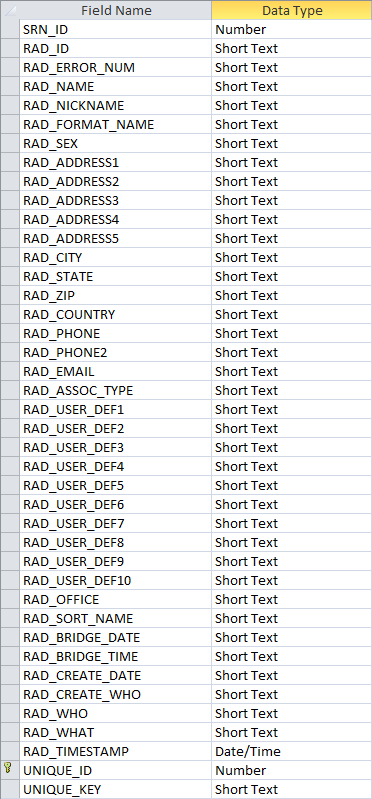 Field Name Data Type
SRN_ID Number
RAD_ID Short Text
RAD_ERROR_NUM Short Text
RAD_NAME Short Text
RAD_NICKNAME Short Text
RAD_FORMAT_NAME Short Text
RAD_SEX Short Text
RAD_ADDRESS1 Short Text
RAD_ADDRESS2 Short Text
RAD_ADDRESS3 Short Text
RAD_ADDRESS4 Short Text
RAD_ADDRESS5 Short Text
RAD_CITY Short Text
RAD_STATE Short Text
RAD_ZIP Short Text
RAD_COUNTRY Short Text
RAD_PHONE Short Text
RAD_PHONE2 Short Text
RAD_EMAIL Short Text
RAD_ASSOC_TYPE Short Text
RAD_USER_DEF1 Short Text
RAD_USER_DEF2 Short Text
RAD_USER_DEF3 Short Text
RAD_USER_DEF4 Short Text
RAD_USER_DEF5 Short Text
RAD_USER_DEF6 Short Text
RAD_USER_DEF7 Short Text
RAD_USER_DEF8 Short Text
RAD_USER_DEF9 Short Text
RAD_USER_DEF10 Short Text
RAD_OFFICE Short Text
RAD_SORT_NAME Short Text
RAD_BRIDGE_DATE Short Text
RAD_BRIDGE_TIME Short Text
RAD_CREATE_DATE Short Text
RAD_CREATE_WHO Short Text
RAD_WHO Short Text
RAD_WHAT Short Text
RAD_TIMESTAMP Date/Time
UNIQUE_ID Number
UNIQUE_KEY Short Text